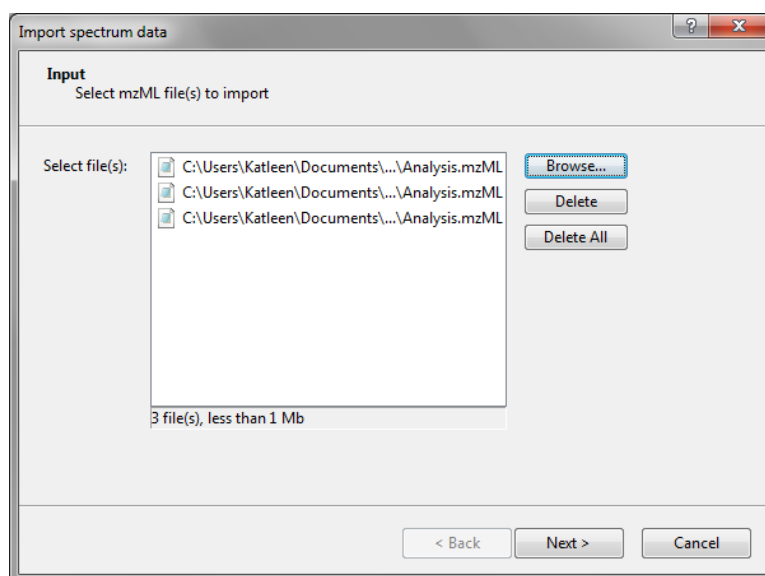 Import spectrum data
?
X
Input
Select mzML file(s) to import
Select file(s):
C:\Users\Katleen\Documents\...\Analysis.mzML
C:\Users\Katleen\Documents\...\Analysis.mzML
C:\Users\Katleen\Documents\...\Analysis.mzML
Browse...
Delete
Delete All
3 file(s), less than 1 Mb
< Back
Next >
Cancel